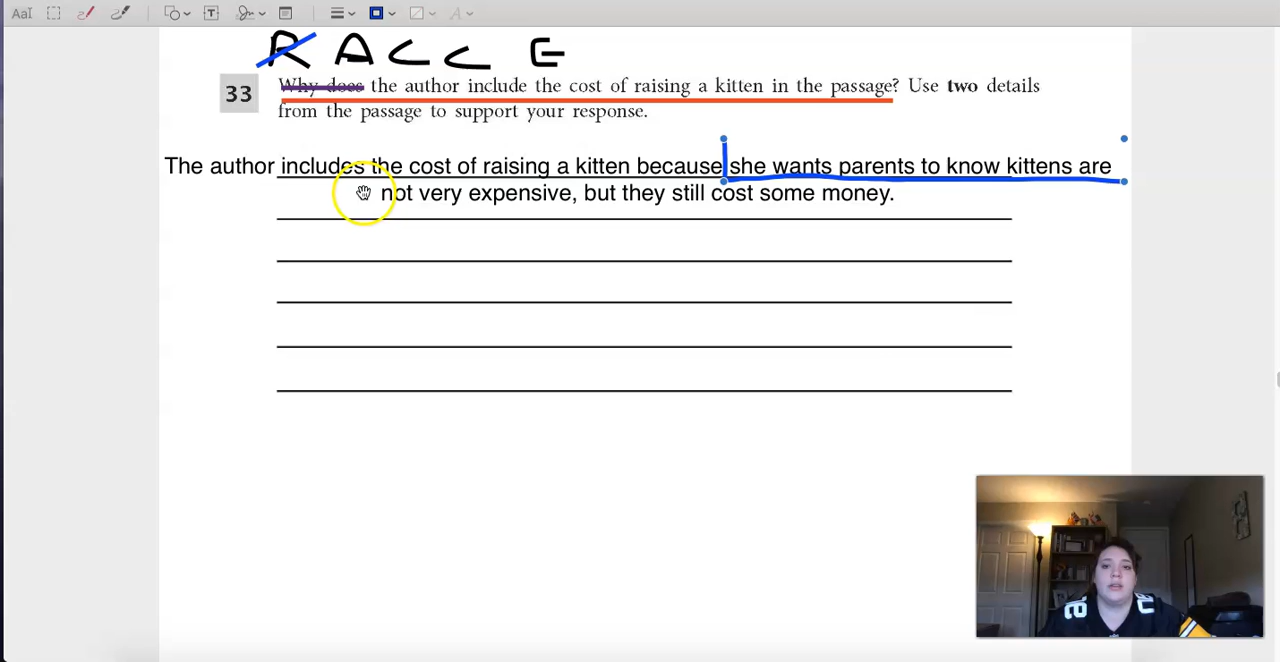 AaI T A
R A C C E
33 Why does the author include the cost of raising a kitten in the passage? Use two details
from the passage to support your response.
The author includes the cost of raising a kitten because she wants parents to know kittens are
not very expensive, but they still cost some money.